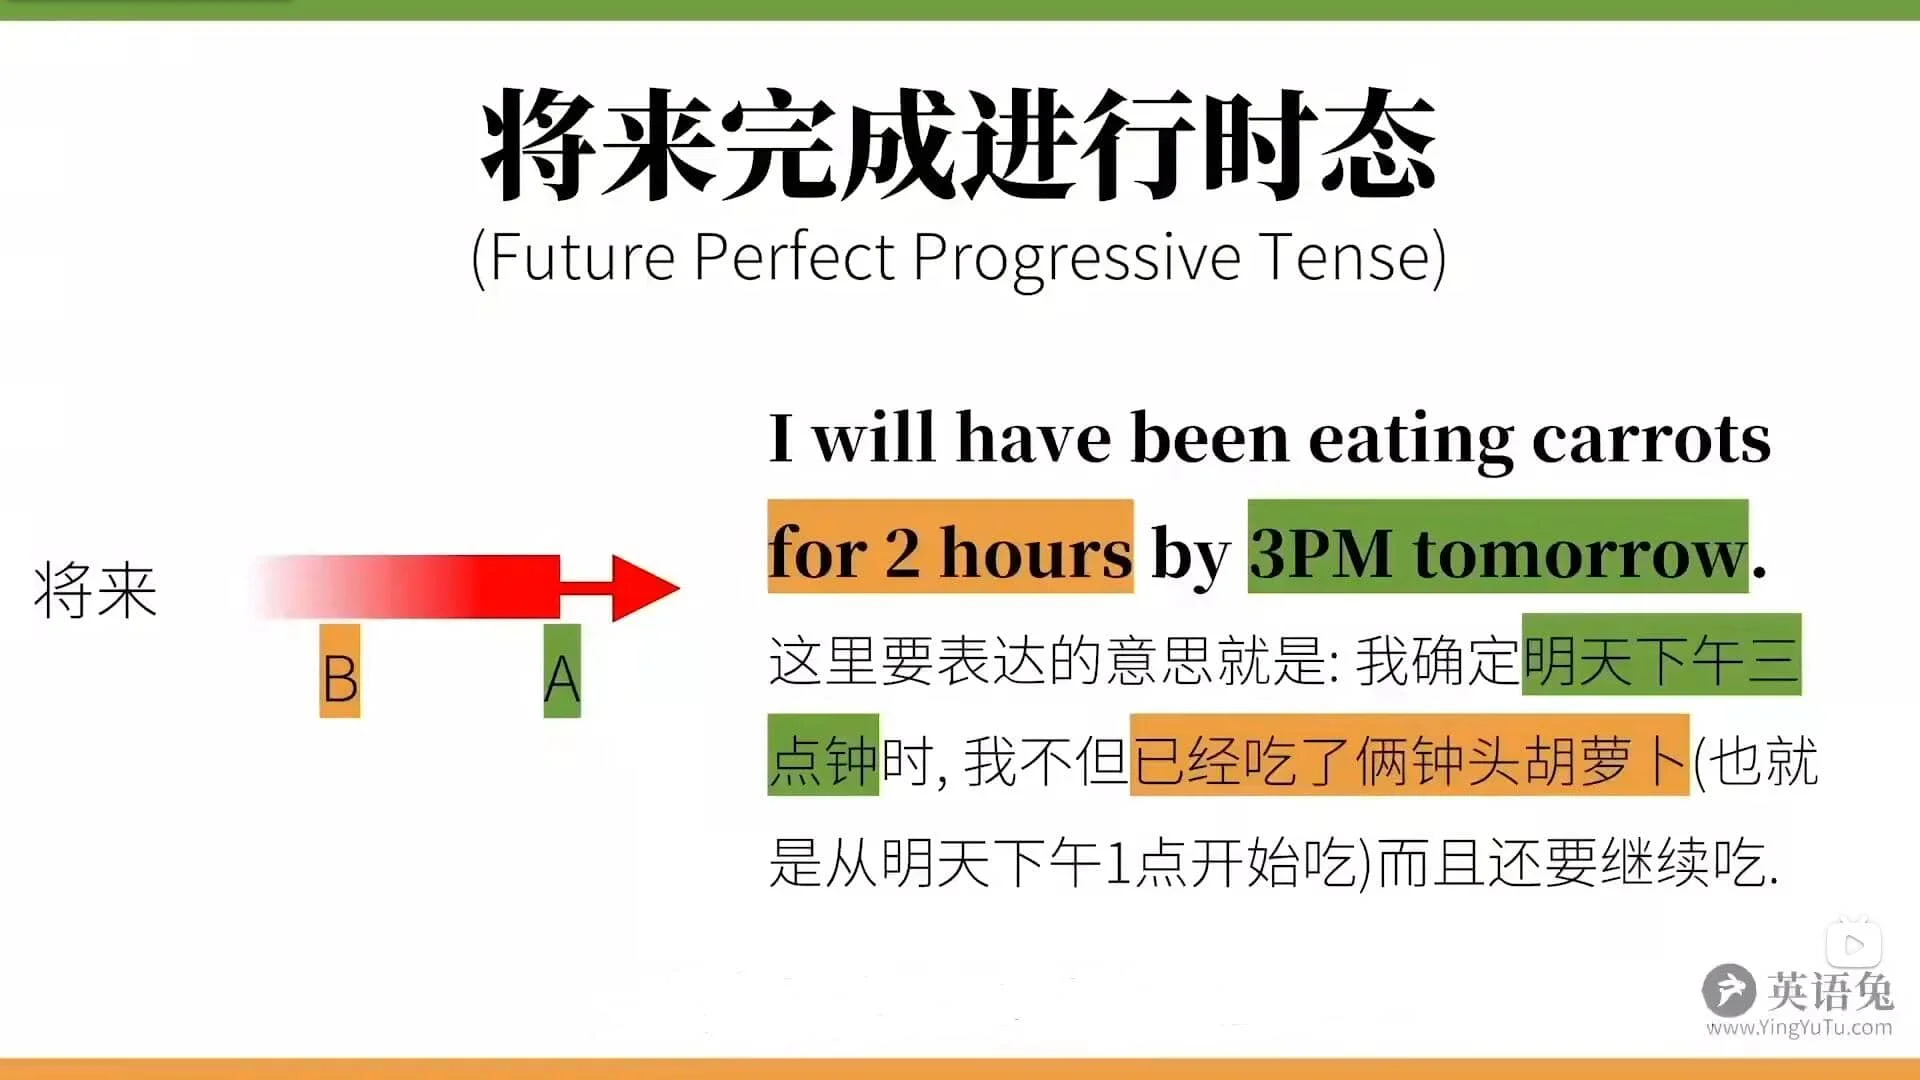 将来完成进行时态
(Future Perfect Progressive Tense)
I will have been eating carrots
for 2 hours by 3PM tomorrow.
将来
B
A
这里要表达的意思就是: 我确定明天下午三
点钟时, 我不但已经吃了俩钟头胡萝卜(也就
是从明天下午1点开始吃)而且还要继续吃.
英语兔
www.YingYuTu.com